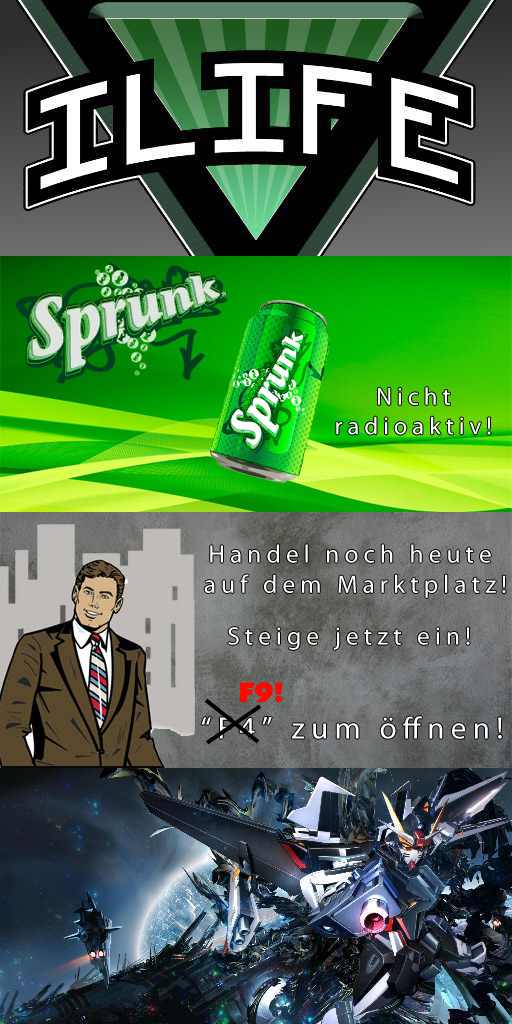 ILIFE
Sprunk
Sprunk
Nicht
radioaktiv!
Handel noch heute
auf dem Marktplatz!
Steige jetzt ein!
F9!
“F4” zum öffnen!